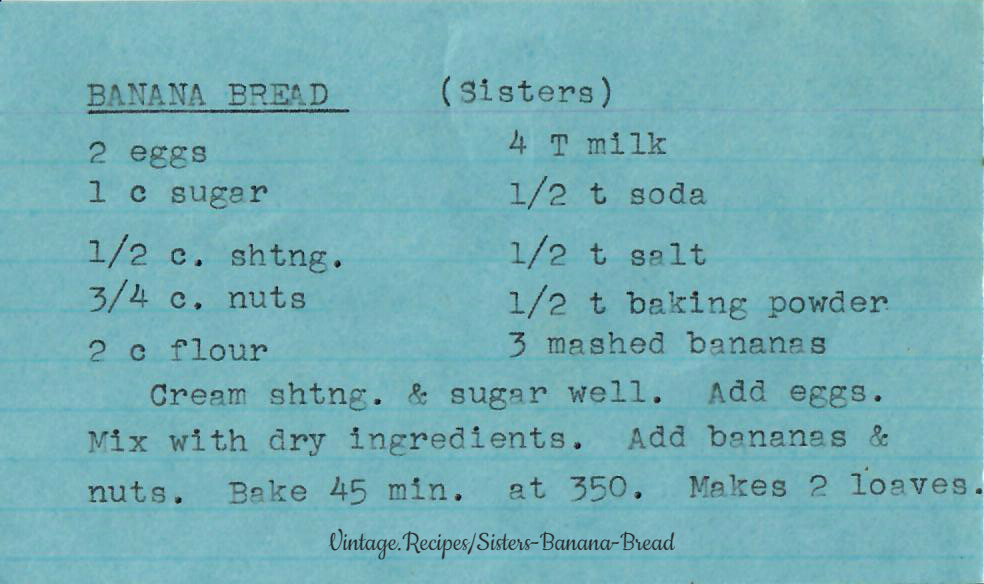 BANANA BREAD (Sisters)
2 eggs 4 T milk
1 c sugar 1/2 t soda
1/2 c. shtng. 1/2 t salt
3/4 c. nuts 1/2 t baking powder
2 c flour 3 mashed bananas
Cream shtng. & sugar well. Add eggs.
Mix with dry ingredients. Add bananas &
nuts. Bake 45 min. at 350. Makes 2 loaves.
Vintage.Recipes/Sisters-Banana-Bread